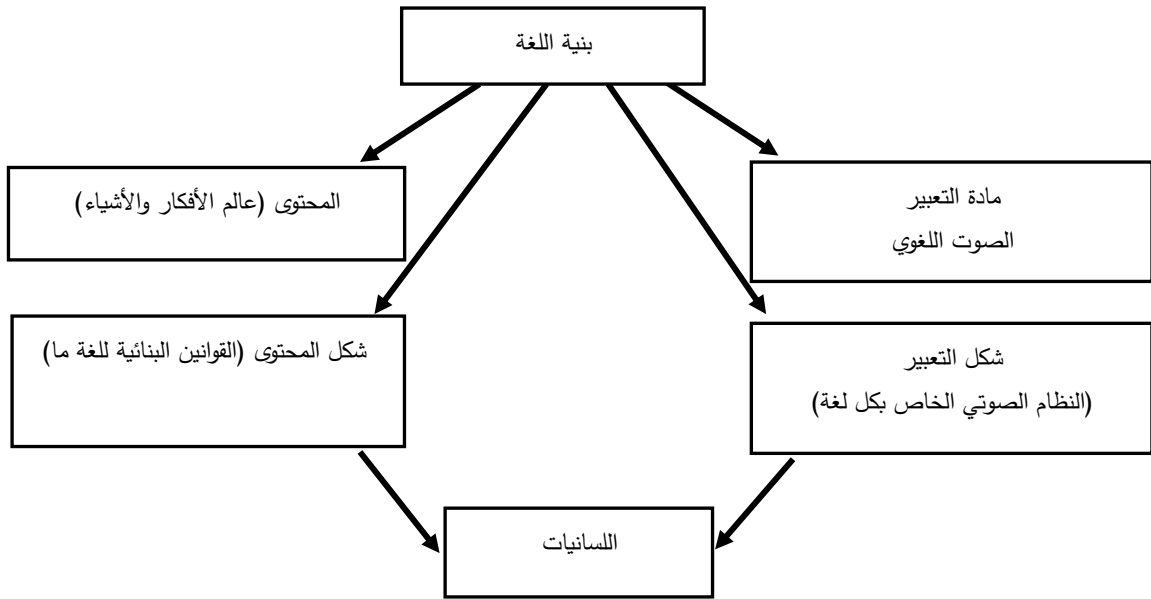 بنية اللغة
مادة التعبير
الصوت اللغوي
المحتوى (عالم الأفكار والأشياء)
شكل التعبير
(النظام الصوتي الخاص بكل لغة)
شكل المحتوى (القوانين البنائية للغة ما)
اللسانيات